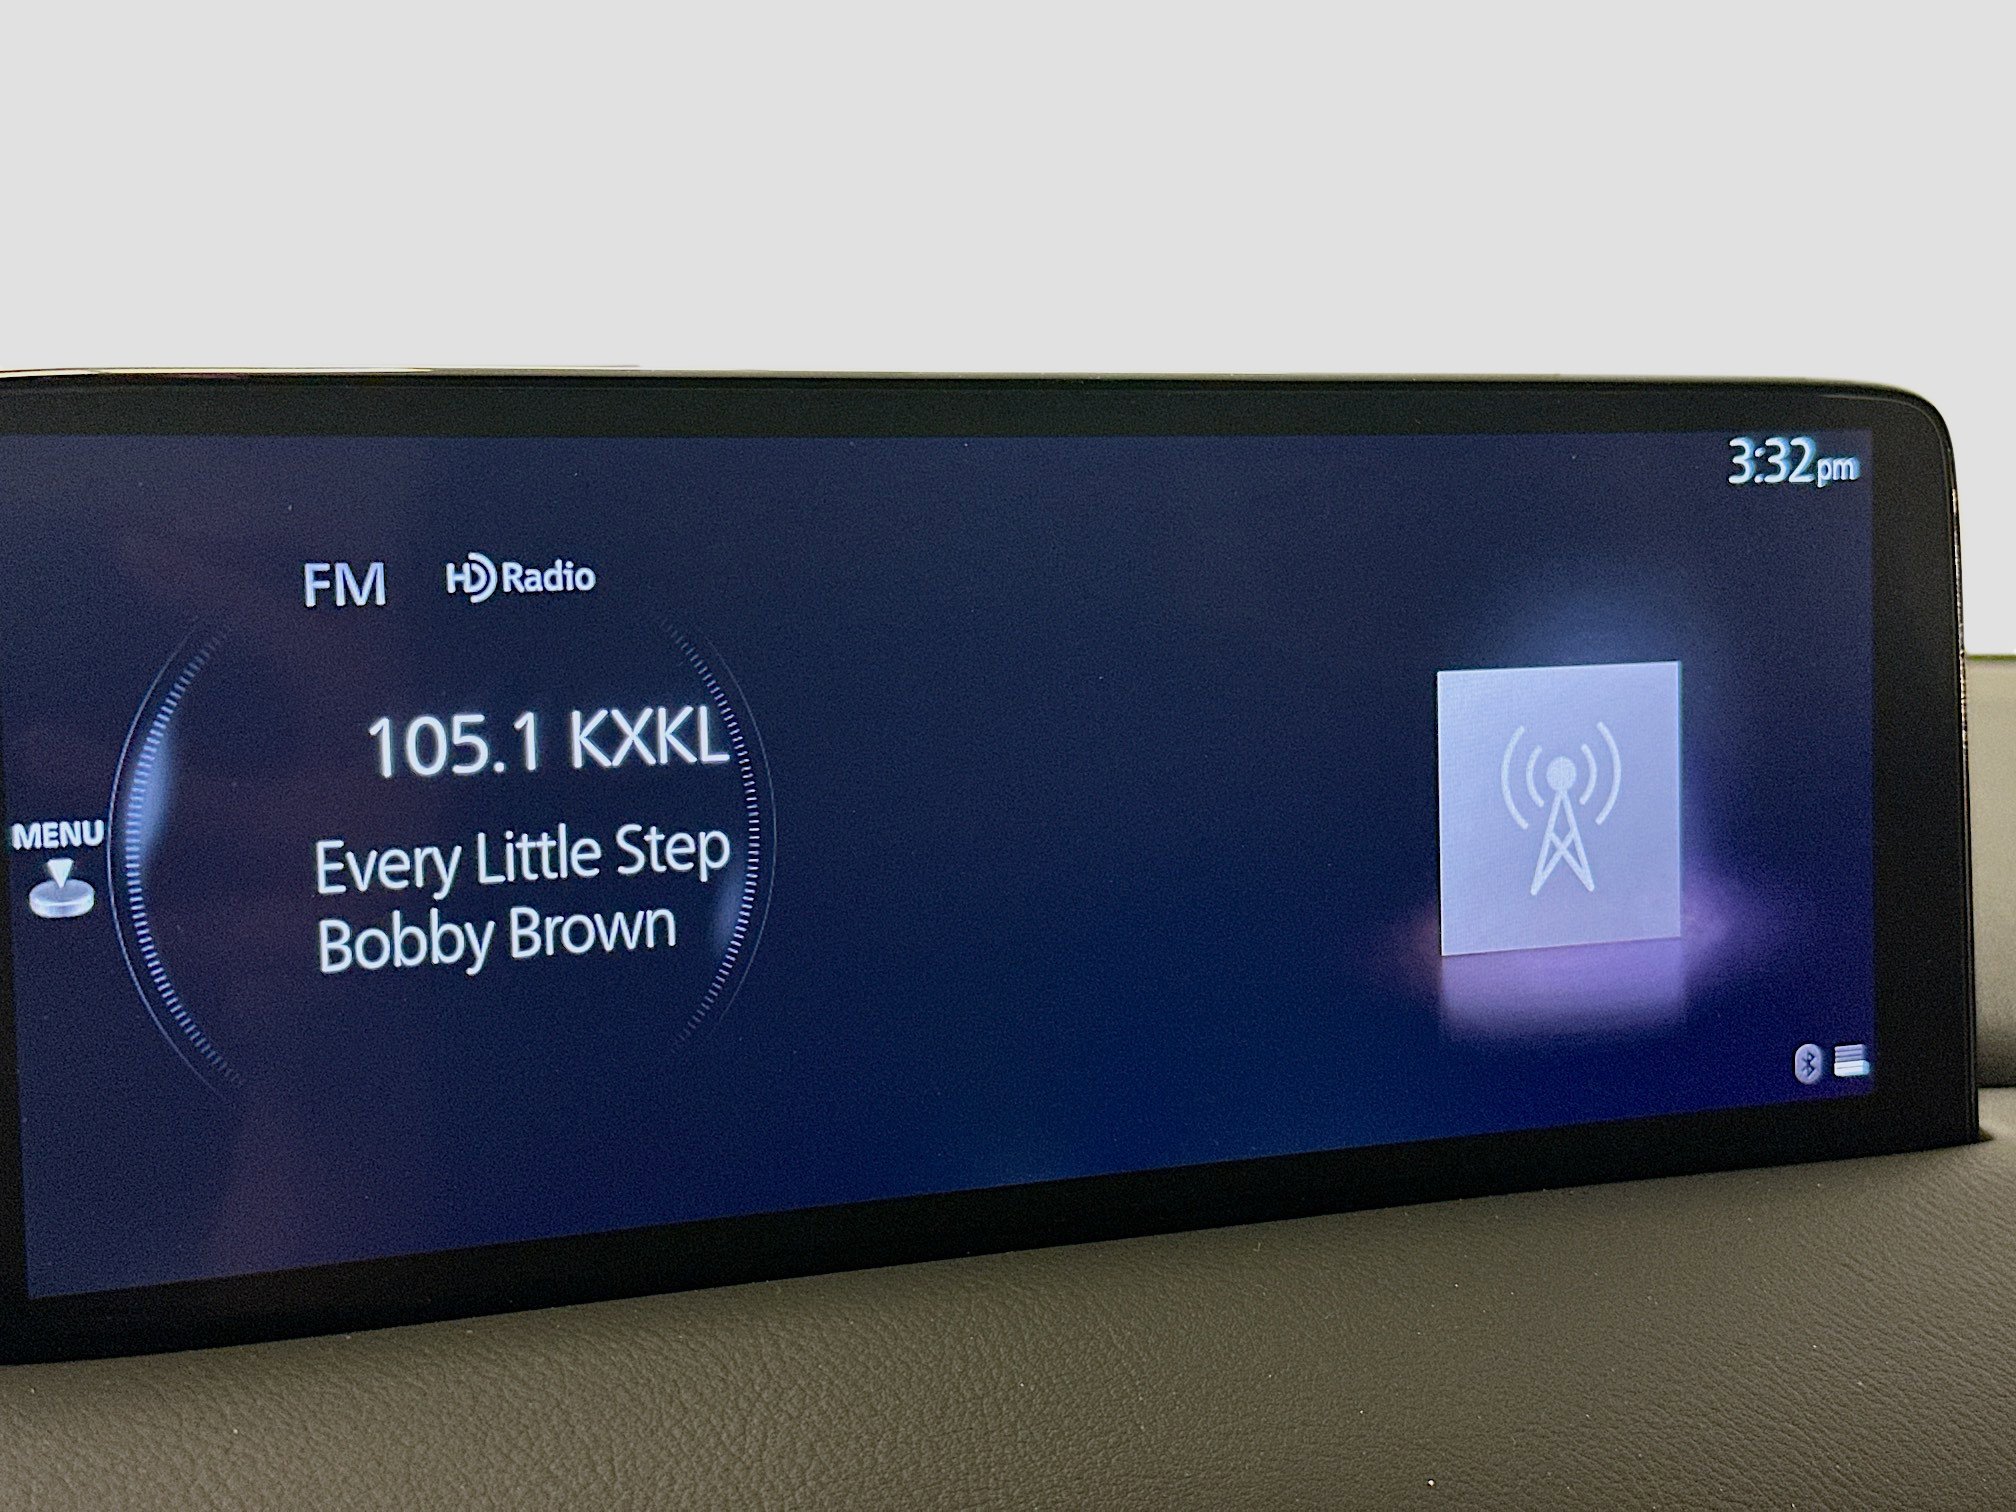 3:32pm
FM HD Radio
105.1 KXKL
MENU
Every Little Step
Bobby Brown